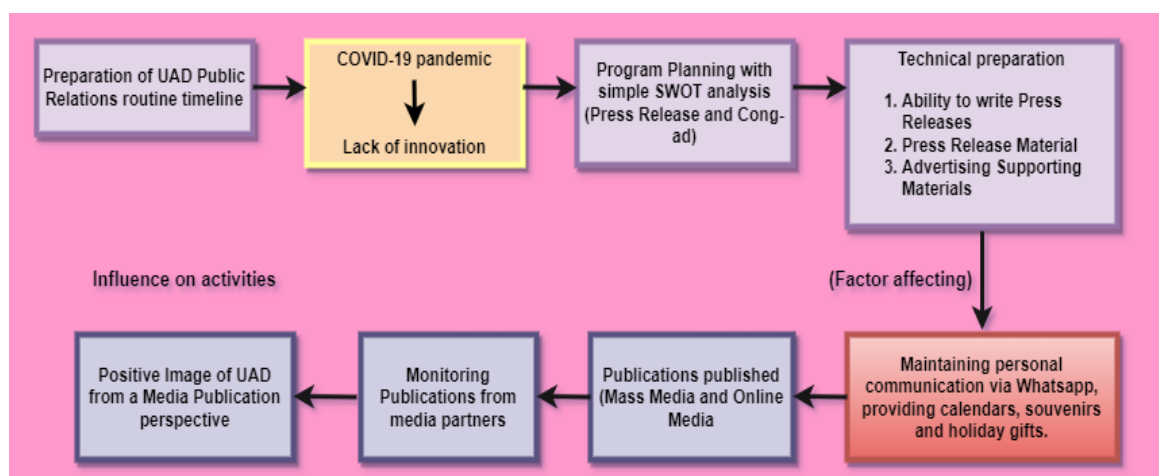 Preparation of UAD Public
Relations routine timeline
COVID-19 pandemic
Lack of innovation
Program Planning with
simple SWOT analysis
(Press Release and Cong-
ad)
Technical preparation
1. Ability to write Press
Releases
2. Press Release Material
3. Advertising Supporting
Materials
Influence on activities
(Factor affecting)
Maintaining personal
communication via Whatsapp,
providing calendars, souvenirs
and holiday gifts.
Publications published
(Mass Media and Online
Media
Monitoring
Publications from
media partners
Positive Image of UAD
from a Media Publication
perspective